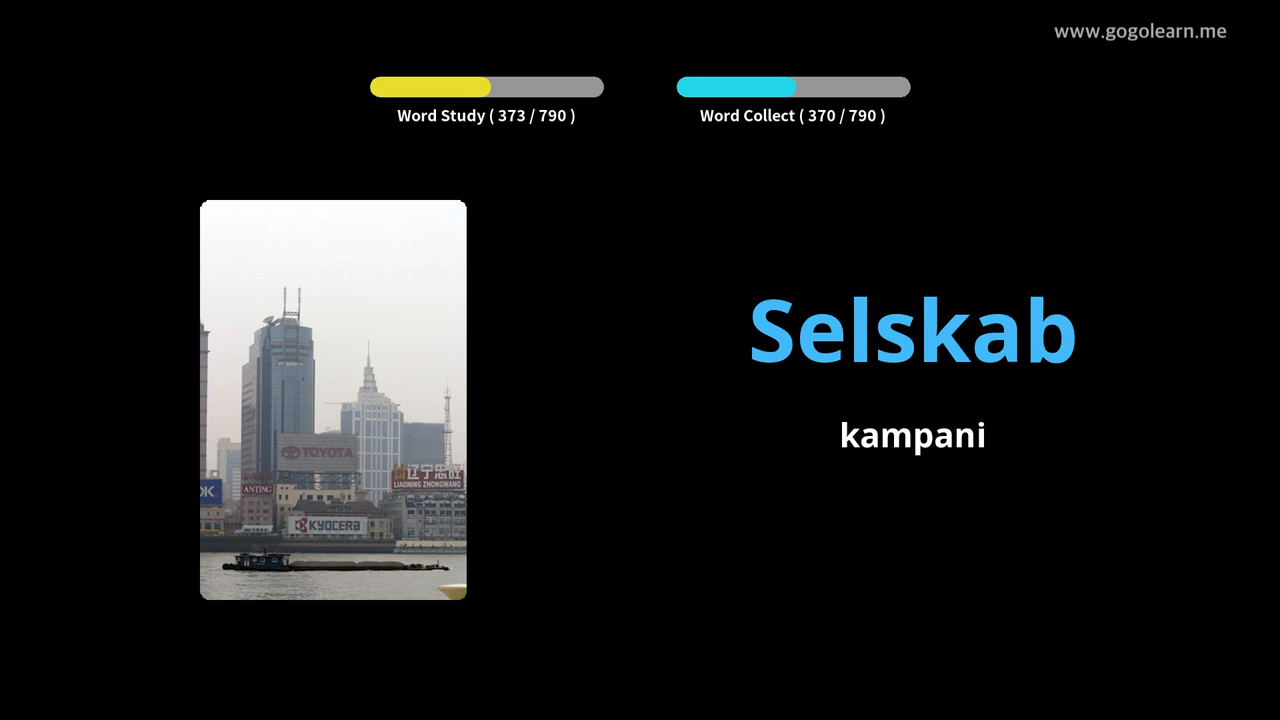 www.gogolearn.me
Word Study ( 373 / 790 )
Word Collect ( 370 / 790 )
Selskab
kampani
TOYOTA
辽宁忠旺
LIAONING ZHONGWANG
OK
ANTING
KYOCERA